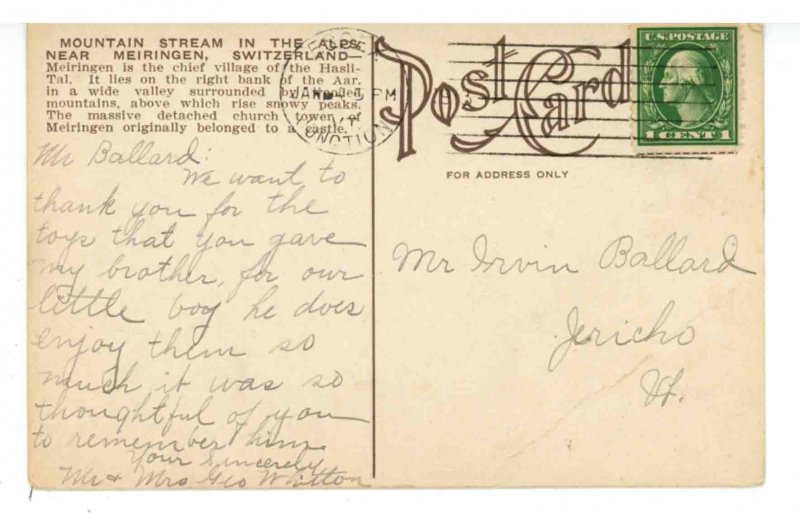 MOUNTAIN STREAM IN THE ALPS
NEAR MEIRINGEN, SWITZERLAND—
Meiringen is the chief village of the Hasli-
Tal. It lies on the right bank of the Aar,
in a wide valley surrounded by wooded
mountains, above which rise snowy peaks.
The massive detached church tower of
Meiringen originally belonged to a castle.
Mr Ballard:
We want to
thank you for the
toys that you gave
my brother, for our
little boy he does
enjoy them so
much it was so
thoughtful of you
to remember him
Your Sincerely
Mr & Mrs Geo Whitton
JAN PM
JUNCTION
Post Card
FOR ADDRESS ONLY
U.S. POSTAGE
1 CENT 1
Mr Irvin Ballard
Jericho
Vt.